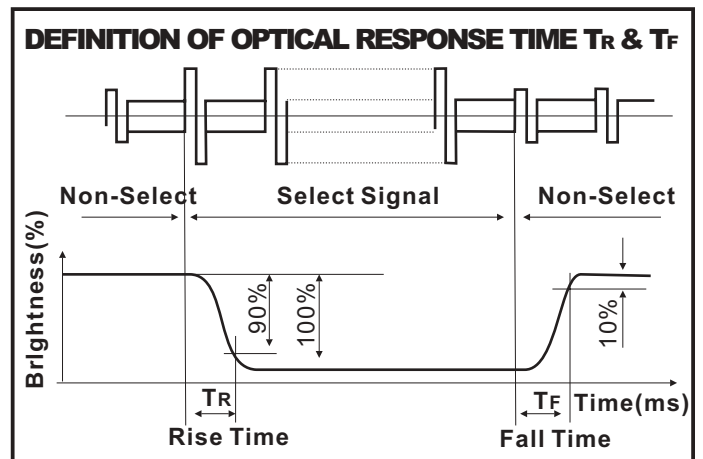 DEFINITION OF OPTICAL RESPONSE TIME TR & TF
Non-Select
Select Signal
Non-Select
BrIghtness(%)
90%
100%
10%
TR
TF
Time(ms)
Rise Time
Fall Time